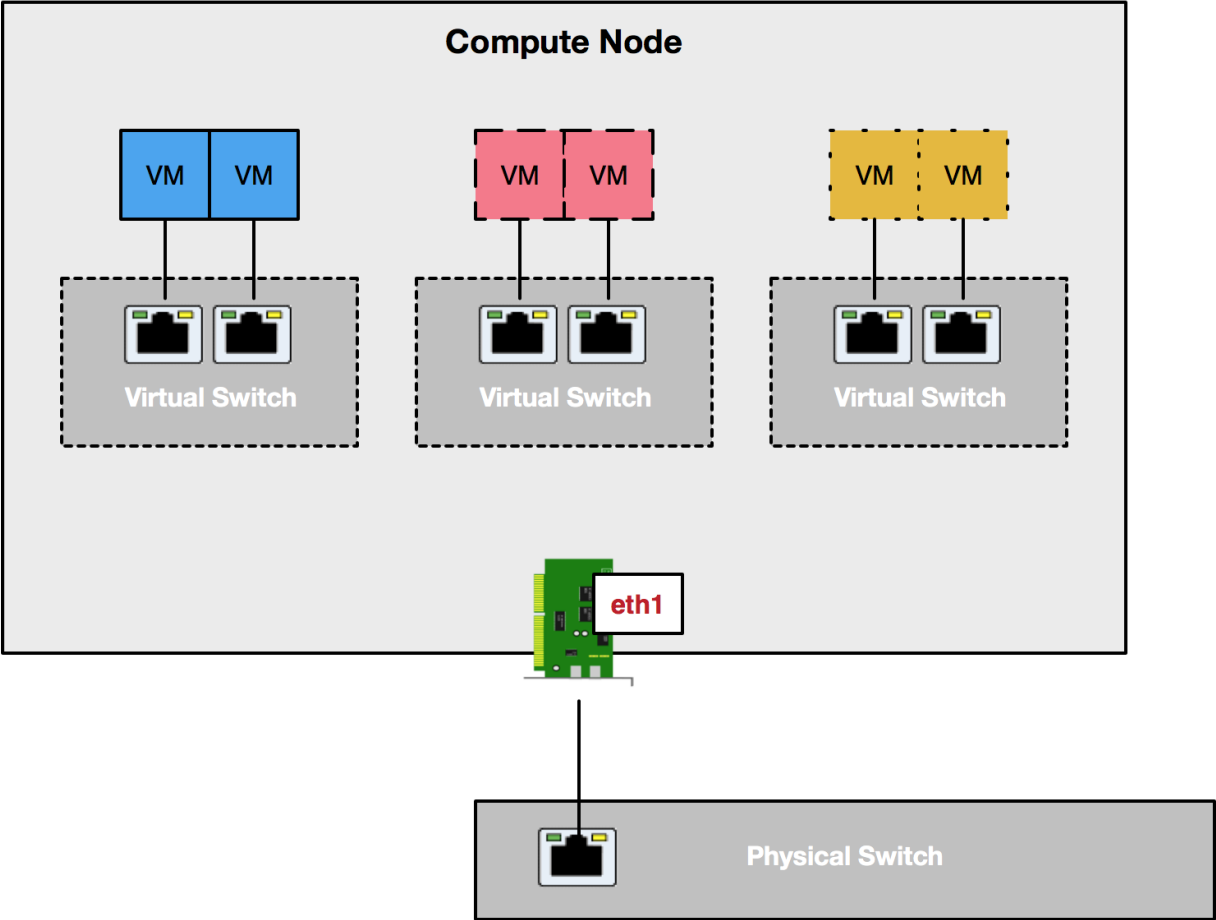 Compute Node
VM VM VM VM VM VM
Virtual Switch Virtual Switch Virtual Switch
eth1
Physical Switch